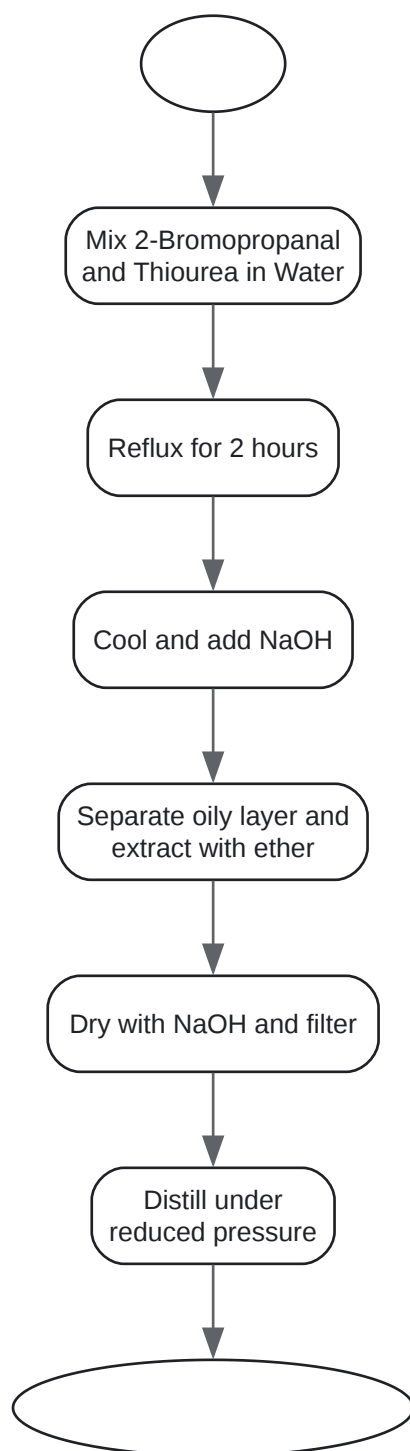 Mix 2-Bromopropanal
and Thiourea in Water
Reflux for 2 hours
Cool and add NaOH
Separate oily layer and
extract with ether
Dry with NaOH and filter
Distill under
reduced pressure